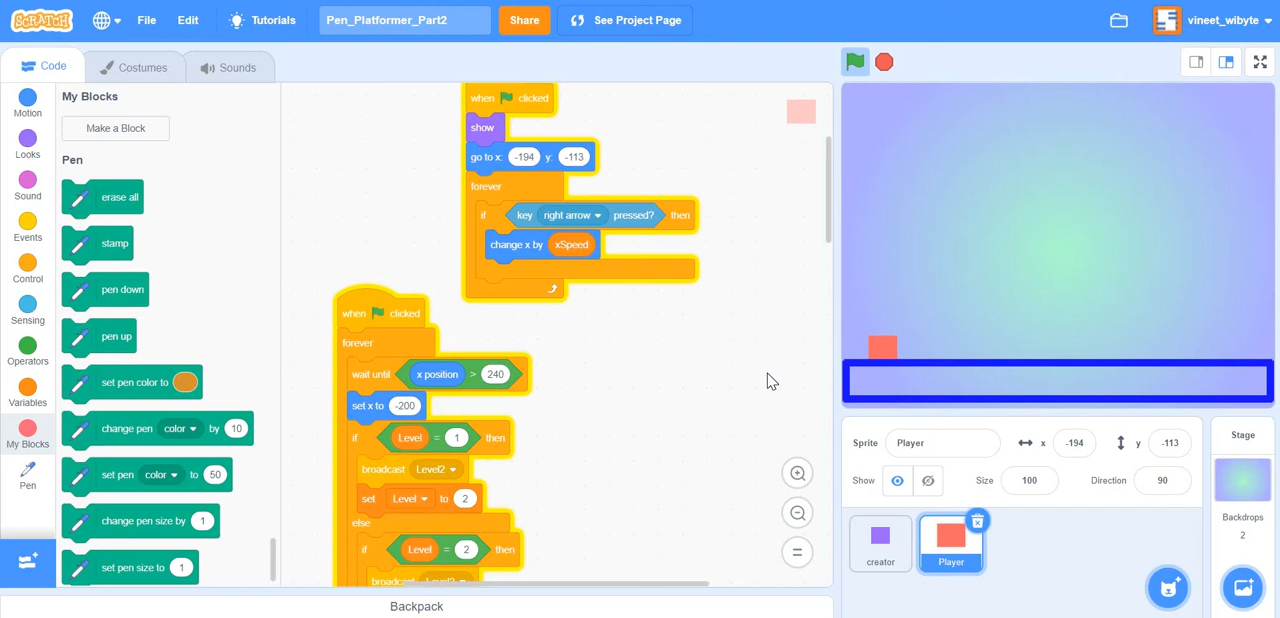 SCRATCH File Edit Tutorials Pen_Platformer_Part2 Share See Project Page vineet_wibyte
Code Costumes Sounds
Motion
Looks
Sound
Events
Control
Sensing
Operators
Variables
My Blocks
Pen
My Blocks
Make a Block
Pen
erase all
stamp
pen down
pen up
set pen color to
change pen color by 10
set pen color to 50
change pen size by 1
set pen size to 1
when clicked
show
go to x: -194 y: -113
forever
if key right arrow pressed? then
change x by xSpeed
when clicked
forever
wait until x position > 240
set x to -200
if Level = 1 then
broadcast Level2
set Level to 2
else
if Level = 2 then
broadcast
Backpack
Sprite Player x -194 y -113
Show Size 100 Direction 90
creator
Player
Stage
Backdrops
2